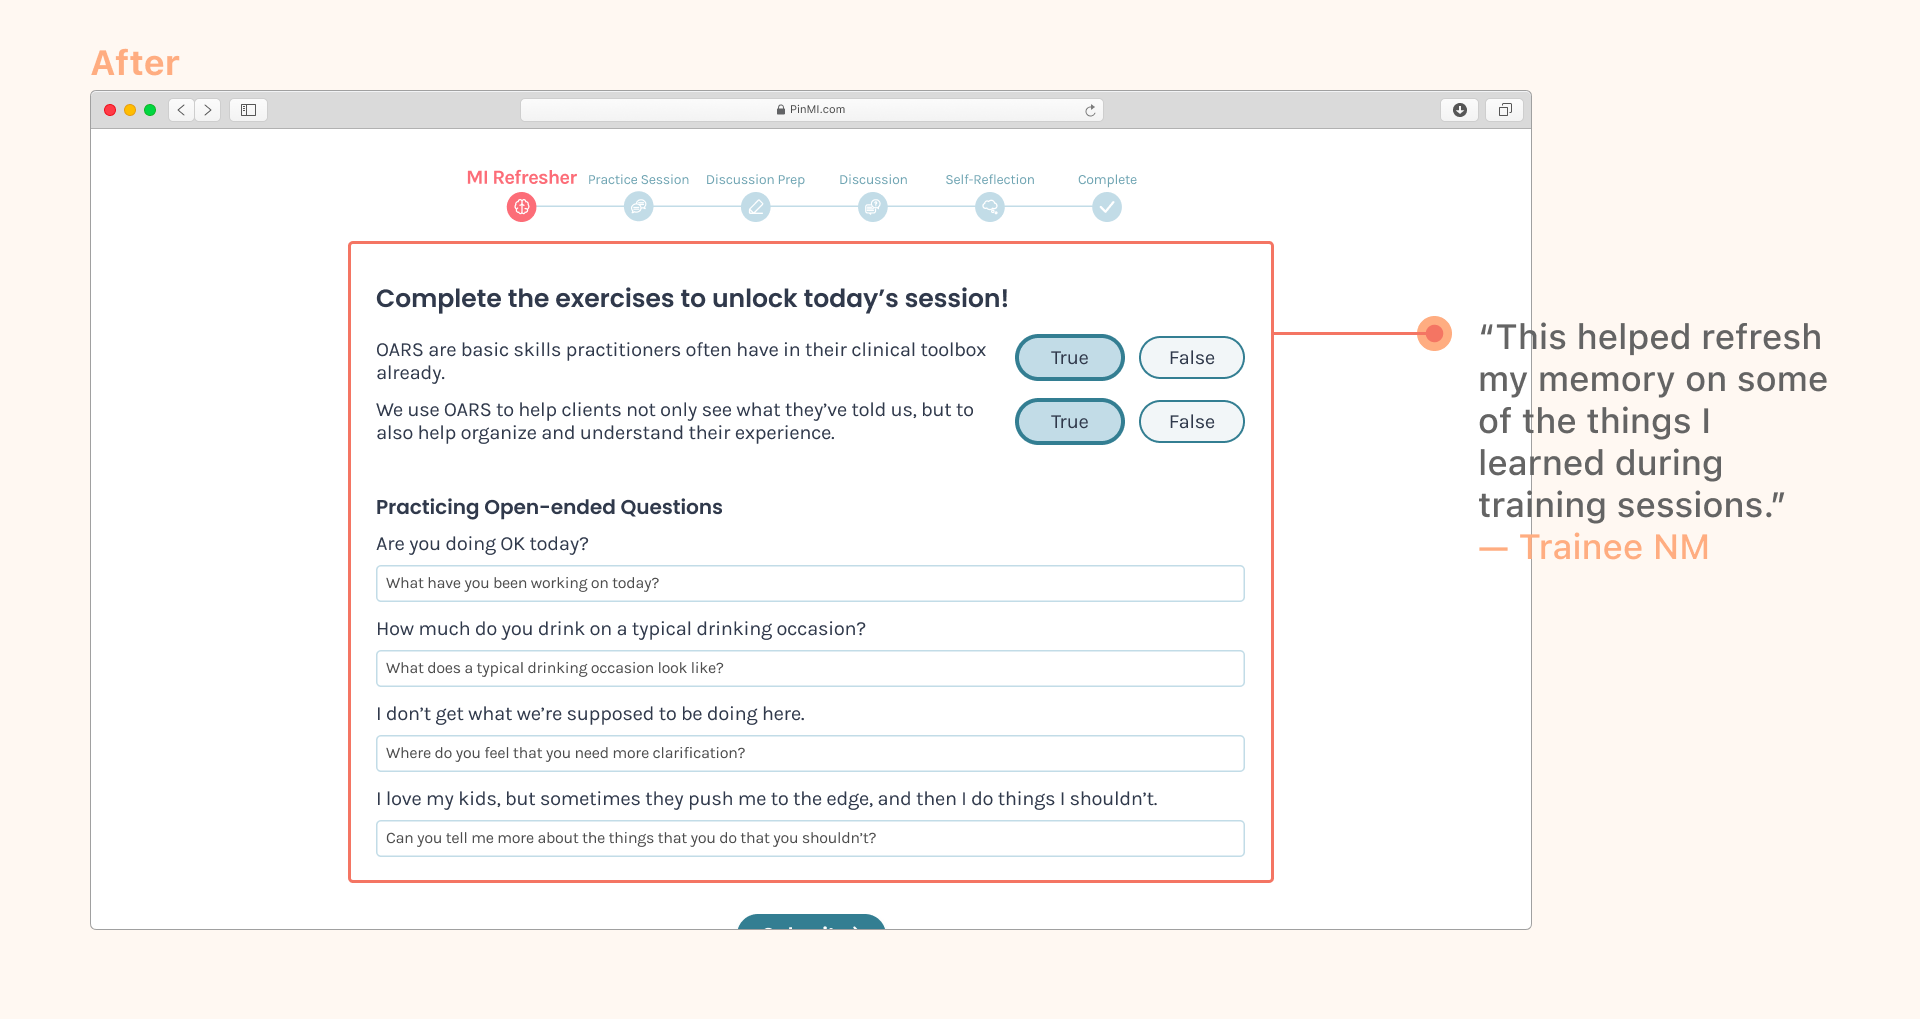 After
PinMI.com
MI Refresher
Practice Session
Discussion Prep
Discussion
Self-Reflection
Complete
Complete the exercises to unlock today’s session!
OARS are basic skills practitioners often have in their clinical toolbox
already.
True
False
We use OARS to help clients not only see what they’ve told us, but to
also help organize and understand their experience.
True
False
Practicing Open-ended Questions
Are you doing OK today?
What have you been working on today?
How much do you drink on a typical drinking occasion?
What does a typical drinking occasion look like?
I don’t get what we’re supposed to be doing here.
Where do you feel that you need more clarification?
I love my kids, but sometimes they push me to the edge, and then I do things I shouldn’t.
Can you tell me more about the things that you do that you shouldn’t?
“This helped refresh
my memory on some
of the things I
learned during
training sessions.”
— Trainee NM